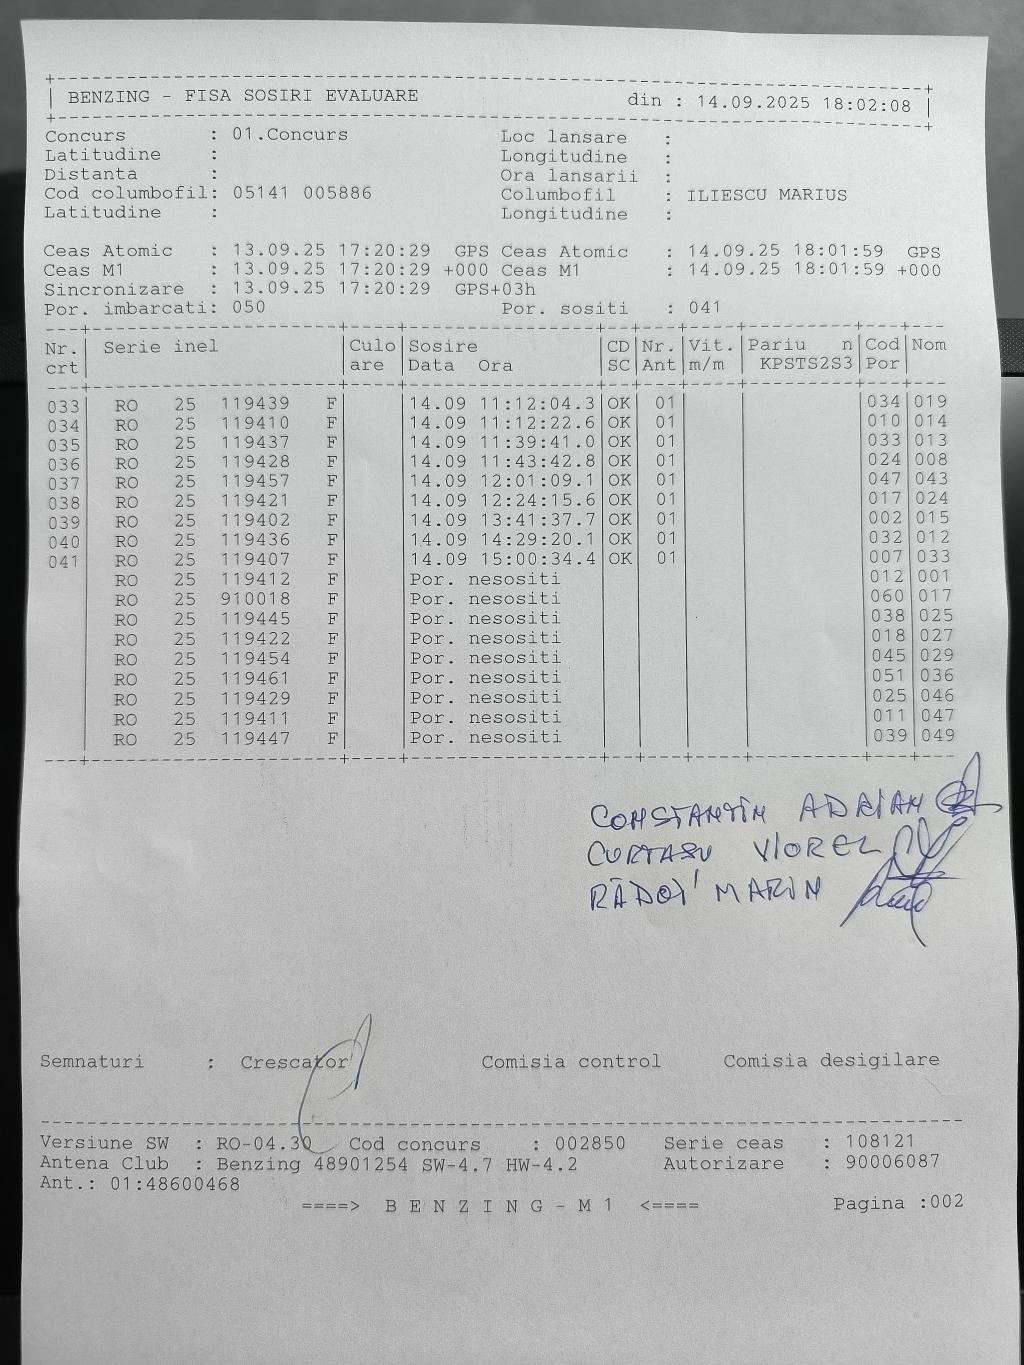 BENZING - FISA SOSIRI EVALUARE din : 14.09.2025 18:02:08
Concurs : 01.Concurs Loc lansare :
Latitudine : Longitudine :
Distanta : Ora lansarii :
Cod columbofil: 05141 005886 Columbofil : ILIESCU MARIUS
Latitudine : Longitudine :
Ceas Atomic : 13.09.25 17:20:29 GPS Ceas Atomic : 14.09.25 18:01:59 GPS
Ceas M1 : 13.09.25 17:20:29 +000 Ceas M1 : 14.09.25 18:01:59 +000
Sincronizare : 13.09.25 17:20:29 GPS+03h
Por. imbarcati: 050 Por. sositi : 041
Nr. Serie inel Culo Sosire CD Nr. Vit. Pariu n Cod Nom
crt are Data Ora SC Ant m/m KPSTS2S3 Por
033 RO 25 119439 F 14.09 11:12:04.3 OK 01 034 019
034 RO 25 119410 F 14.09 11:12:22.6 OK 01 010 014
035 RO 25 119437 F 14.09 11:39:41.0 OK 01 033 013
036 RO 25 119428 F 14.09 11:43:42.8 OK 01 024 008
037 RO 25 119457 F 14.09 12:01:09.1 OK 01 047 043
038 RO 25 119421 F 14.09 12:24:15.6 OK 01 017 024
039 RO 25 119402 F 14.09 13:41:37.7 OK 01 002 015
040 RO 25 119436 F 14.09 14:29:20.1 OK 01 032 012
041 RO 25 119407 F 14.09 15:00:34.4 OK 01 007 033
RO 25 119412 F Por. nesositi 012 001
RO 25 910018 F Por. nesositi 060 017
RO 25 119445 F Por. nesositi 038 025
RO 25 119422 F Por. nesositi 018 027
RO 25 119454 F Por. nesositi 045 029
RO 25 119461 F Por. nesositi 051 036
RO 25 119429 F Por. nesositi 025 046
RO 25 119411 F Por. nesositi 011 047
RO 25 119447 F Por. nesositi 039 049
CONSTANTIN ADRIAN
CURTASU VIOREL
RĂDOI MARIN
Semnaturi : Crescator Comisia control Comisia desigilare
Versiune SW : RO-04.30 Cod concurs : 002850 Serie ceas : 108121
Antena Club : Benzing 48901254 SW-4.7 HW-4.2 Autorizare : 90006087
Ant.: 01:48600468
====> B E N Z I N G - M 1 <==== Pagina :002